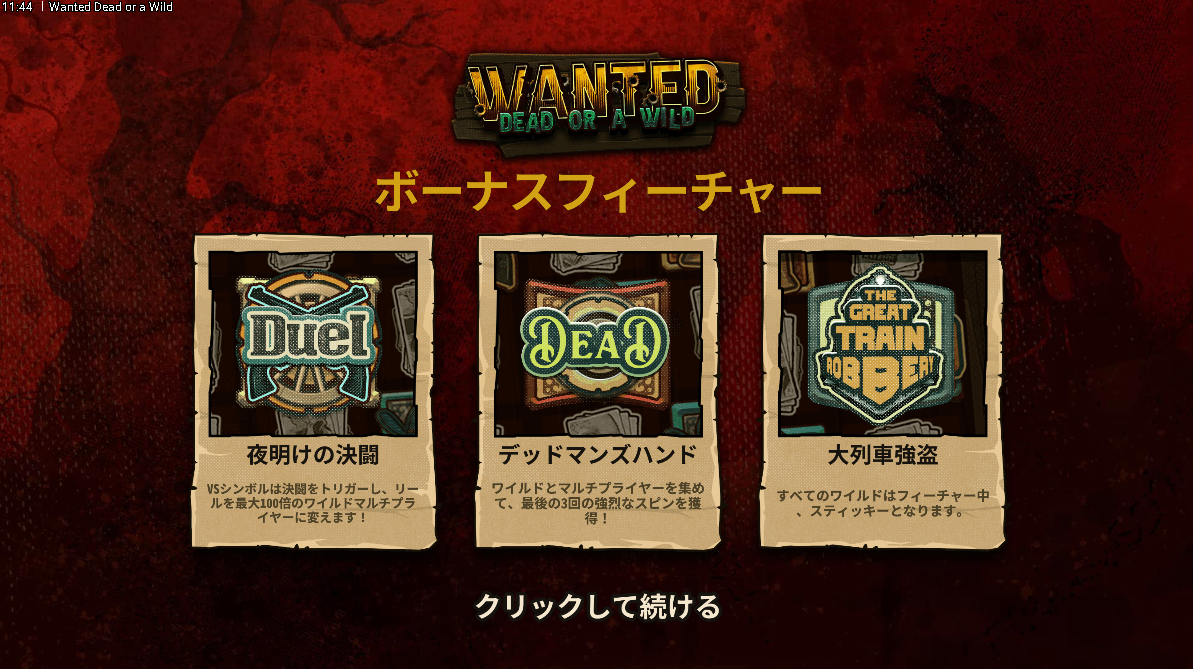 11:44 | Wanted Dead or a Wild
WANTED
DEAD OR A WILD
ボーナスフィーチャー
Duel
夜明けの決闘
VSシンボルは決闘をトリガーし、リー
ルを最大100倍のワイルドマルチプラ
イヤーに変えます！
DEAD
デッドマンズハンド
ワイルドとマルチプライヤーを集め
て、最後の3回の強烈なスピンを獲
得！
THE
GREAT
TRAIN
ROBBERY
大列車強盗
すべてのワイルドはフィーチャー中
、スティッキーとなります。
クリックして続ける